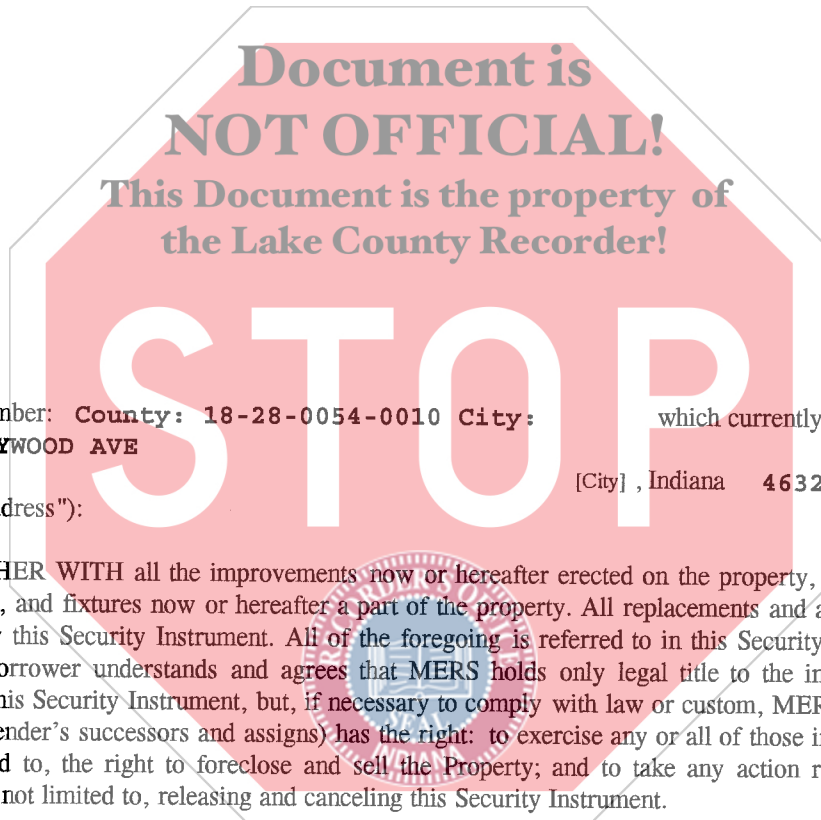 Document is
NOT OFFICIAL!
This Document is the property of
the Lake County Recorder!
STOP
nber: County: 18-28-0054-0010 City: which currently
YWOOD AVE
[City] , Indiana 4632
dress"):
HER WITH all the improvements now or hereafter erected on the property,
, and fixtures now or hereafter a part of the property. All replacements and a
this Security Instrument. All of the foregoing is referred to in this Security
orrower understands and agrees that MERS holds only legal title to the in
his Security Instrument, but, if necessary to comply with law or custom, MER
ender's successors and assigns) has the right: to exercise any or all of those i
d to, the right to foreclose and sell the Property; and to take any action r
not limited to, releasing and canceling this Security Instrument.
RECORDER'S OFFICE
SEAL
INDIANA